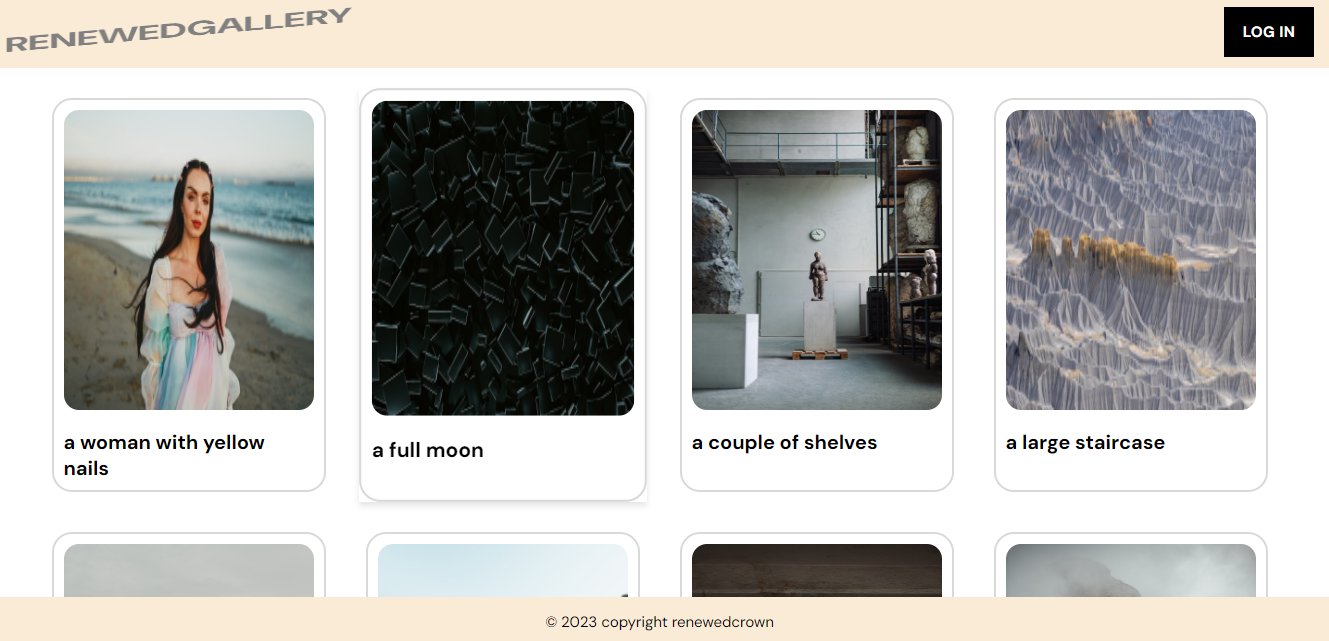 RENEWEDGALLERY
LOG IN
a woman with yellow
nails
a full moon
a couple of shelves
a large staircase
© 2023 copyright renewedcrown